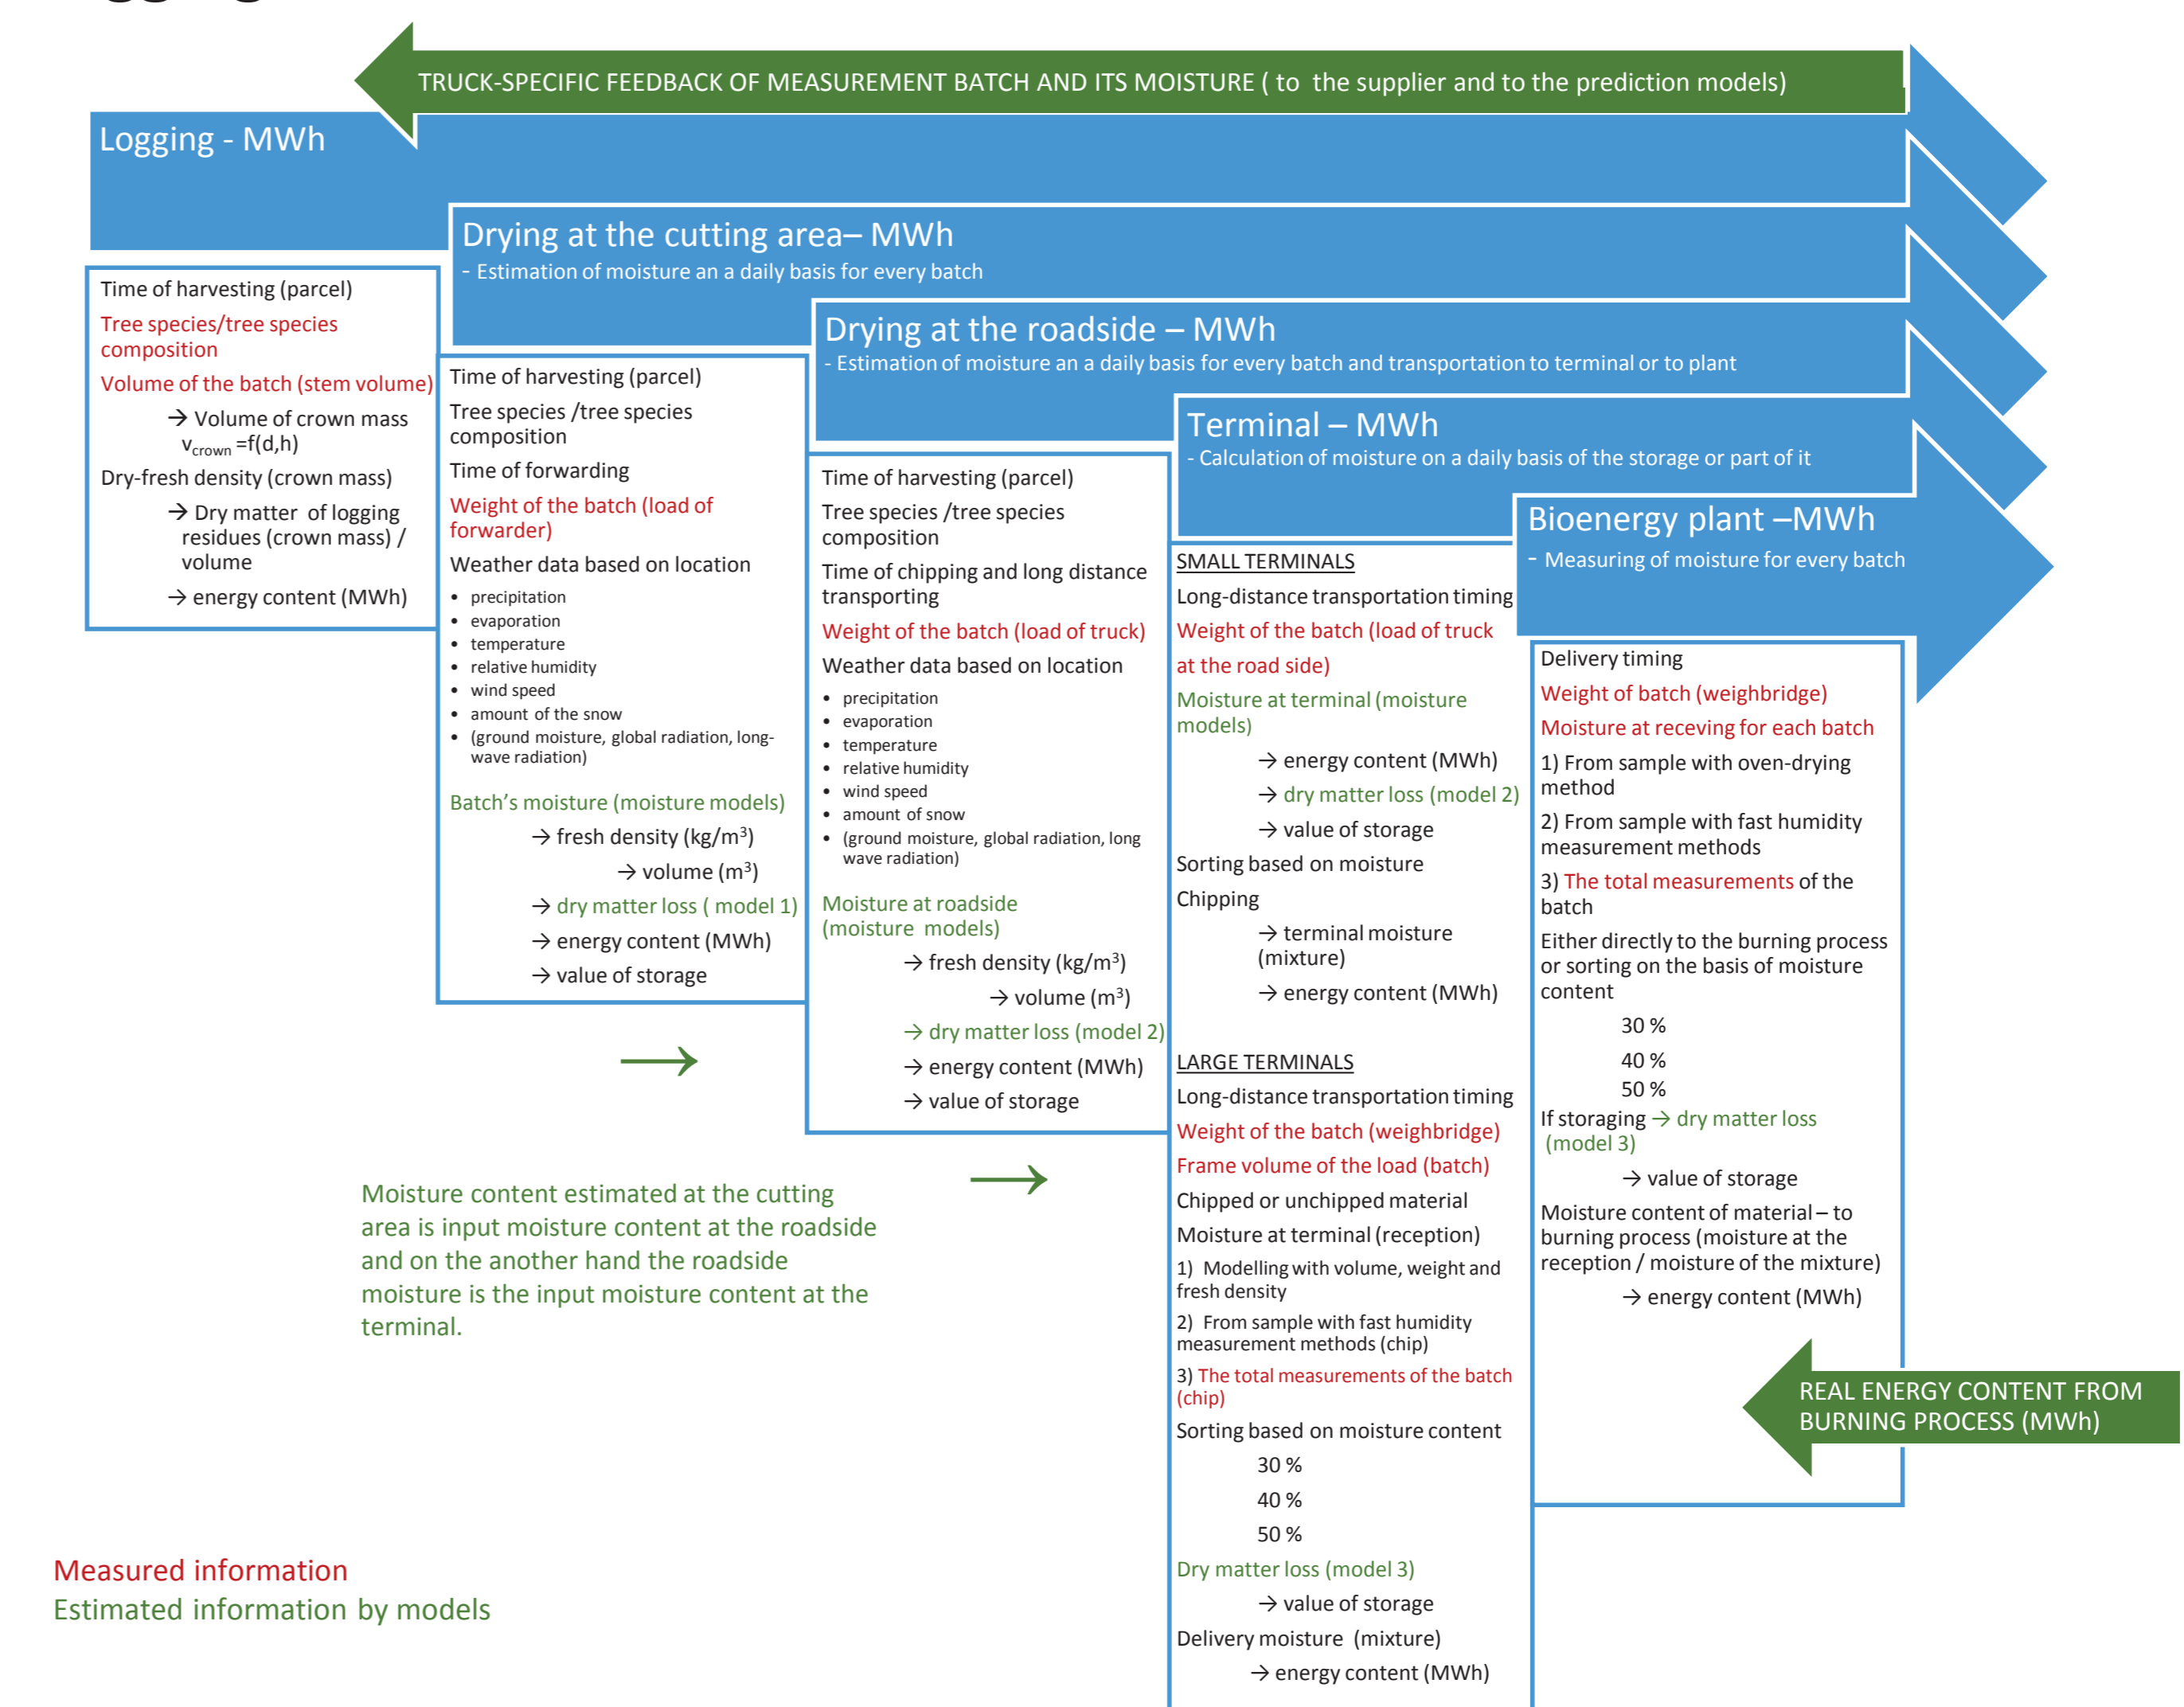 TRUCK-SPECIFIC FEEDBACK OF MEASUREMENT BATCH AND ITS MOISTURE ( to the supplier and to the prediction models)
Logging - MWh
Time of harvesting (parcel)
Tree species/tree species
composition
Volume of the batch (stem volume)
→ Volume of crown mass
vcrown =f(d,h)
Dry-fresh density (crown mass)
→ Dry matter of logging
residues (crown mass) /
volume
→ energy content (MWh)
Drying at the cutting area– MWh
- Estimation of moisture an a daily basis for every batch
Time of harvesting (parcel)
Tree species /tree species
composition
Time of forwarding
Weight of the batch (load of
forwarder)
Weather data based on location
• precipitation
• evaporation
• temperature
• relative humidity
• wind speed
• amount of the snow
• (ground moisture, global radiation, long-
wave radiation)
Batch's moisture (moisture models)
→ fresh density (kg/m³)
→ volume (m³)
→ dry matter loss ( model 1)
→ energy content (MWh)
→ value of storage
Drying at the roadside – MWh
- Estimation of moisture an a daily basis for every batch and transportation to terminal or to plant
Time of harvesting (parcel)
Tree species /tree species
composition
Time of chipping and long distance
transporting
Weight of the batch (load of truck)
Weather data based on location
• precipitation
• evaporation
• temperature
• relative humidity
• wind speed
• amount of snow
• (ground moisture, global radiation, long
wave radiation)
Moisture at roadside
(moisture models)
→ fresh density (kg/m³)
→ volume (m³)
→ dry matter loss (model 2)
→ energy content (MWh)
→ value of storage
Terminal – MWh
- Calculation of moisture on a daily basis of the storage or part of it
SMALL TERMINALS
Long-distance transportation timing
Weight of the batch (load of truck
at the road side)
Moisture at terminal (moisture
models)
→ energy content (MWh)
→ dry matter loss (model 2)
→ value of storage
Sorting based on moisture
Chipping
→ terminal moisture
(mixture)
→ energy content (MWh)
LARGE TERMINALS
Long-distance transportation timing
Weight of the batch (weighbridge)
Frame volume of the load (batch)
Chipped or unchipped material
Moisture at terminal (reception)
1) Modelling with volume, weight and
fresh density
2) From sample with fast humidity
measurement methods (chip)
3) The total measurements of the batch
(chip)
Sorting based on moisture content
30 %
40 %
50 %
Dry matter loss (model 3)
→ value of storage
Delivery moisture (mixture)
→ energy content (MWh)
Bioenergy plant –MWh
- Measuring of moisture for every batch
Delivery timing
Weight of batch (weighbridge)
Moisture at receving for each batch
1) From sample with oven-drying
method
2) From sample with fast humidity
measurement methods
3) The total measurements of the
batch
Either directly to the burning process
or sorting on the basis of moisture
content
30 %
40 %
50 %
If storaging → dry matter loss
(model 3)
→ value of storage
Moisture content of material – to
burning process (moisture at the
reception / moisture of the mixture)
→ energy content (MWh)
REAL ENERGY CONTENT FROM
BURNING PROCESS (MWh)
Moisture content estimated at the cutting
area is input moisture content at the roadside
and on the another hand the roadside
moisture is the input moisture content at the
terminal.
Measured information
Estimated information by models